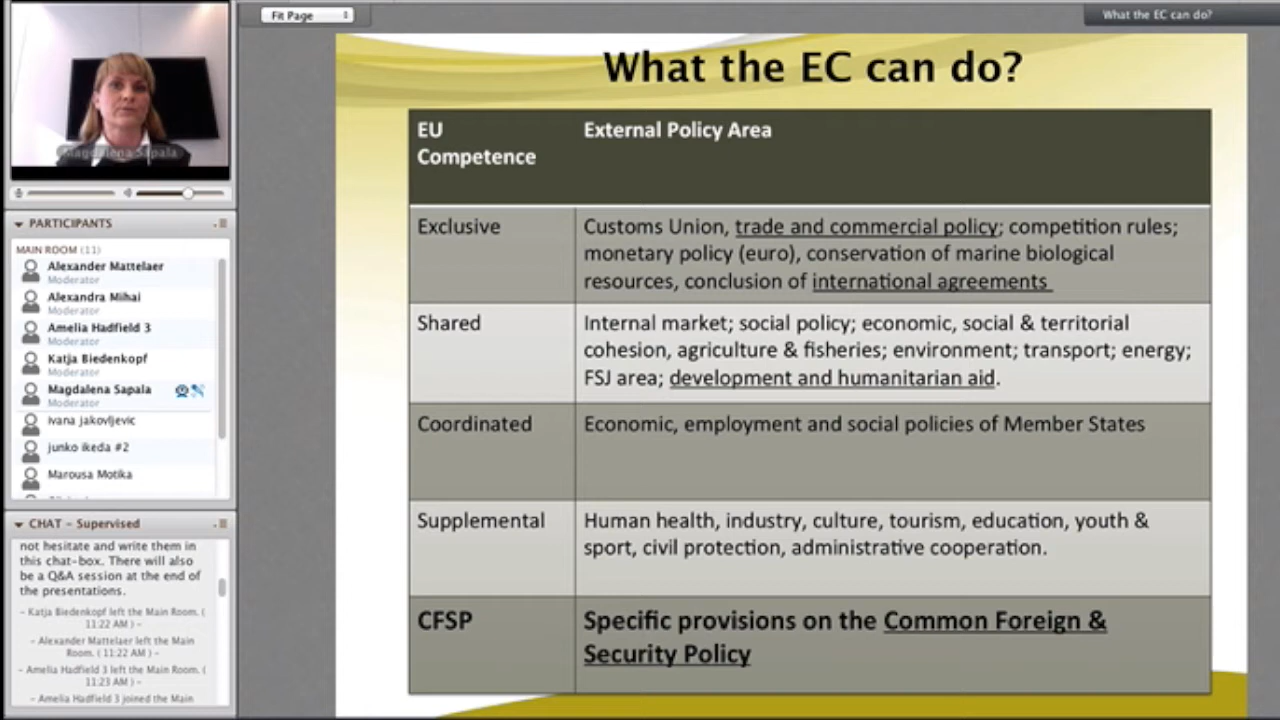 Fit Page
What the EC can do?
Magdalena Sapala
PARTICIPANTS
MAIN ROOM (11)
Alexander Mattelaer
Moderator
Alexandra Mihai
Moderator
Amelia Hadfield 3
Moderator
Katja Biedenkopf
Moderator
Magdalena Sapala
Moderator
ivana jakovljevic
junko ikeda #2
Marousa Motika
CHAT - Supervised
not hesitate and write them in
this chat-box. There will also
be a Q&A session at the end of
the presentations.
- Katja Biedenkopf left the Main Room. (
11:22 AM ) -
- Alexander Mattelaer left the Main
Room. ( 11:22 AM ) -
- Amelia Hadfield 3 left the Main Room. (
11:23 AM ) -
- Amelia Hadfield 3 joined the Main
What the EC can do?
EU
Competence
External Policy Area
Exclusive
Customs Union, trade and commercial policy; competition rules;
monetary policy (euro), conservation of marine biological
resources, conclusion of international agreements
Shared
Internal market; social policy; economic, social & territorial
cohesion, agriculture & fisheries; environment; transport; energy;
FSJ area; development and humanitarian aid.
Coordinated
Economic, employment and social policies of Member States
Supplemental
Human health, industry, culture, tourism, education, youth &
sport, civil protection, administrative cooperation.
CFSP
Specific provisions on the Common Foreign &
Security Policy